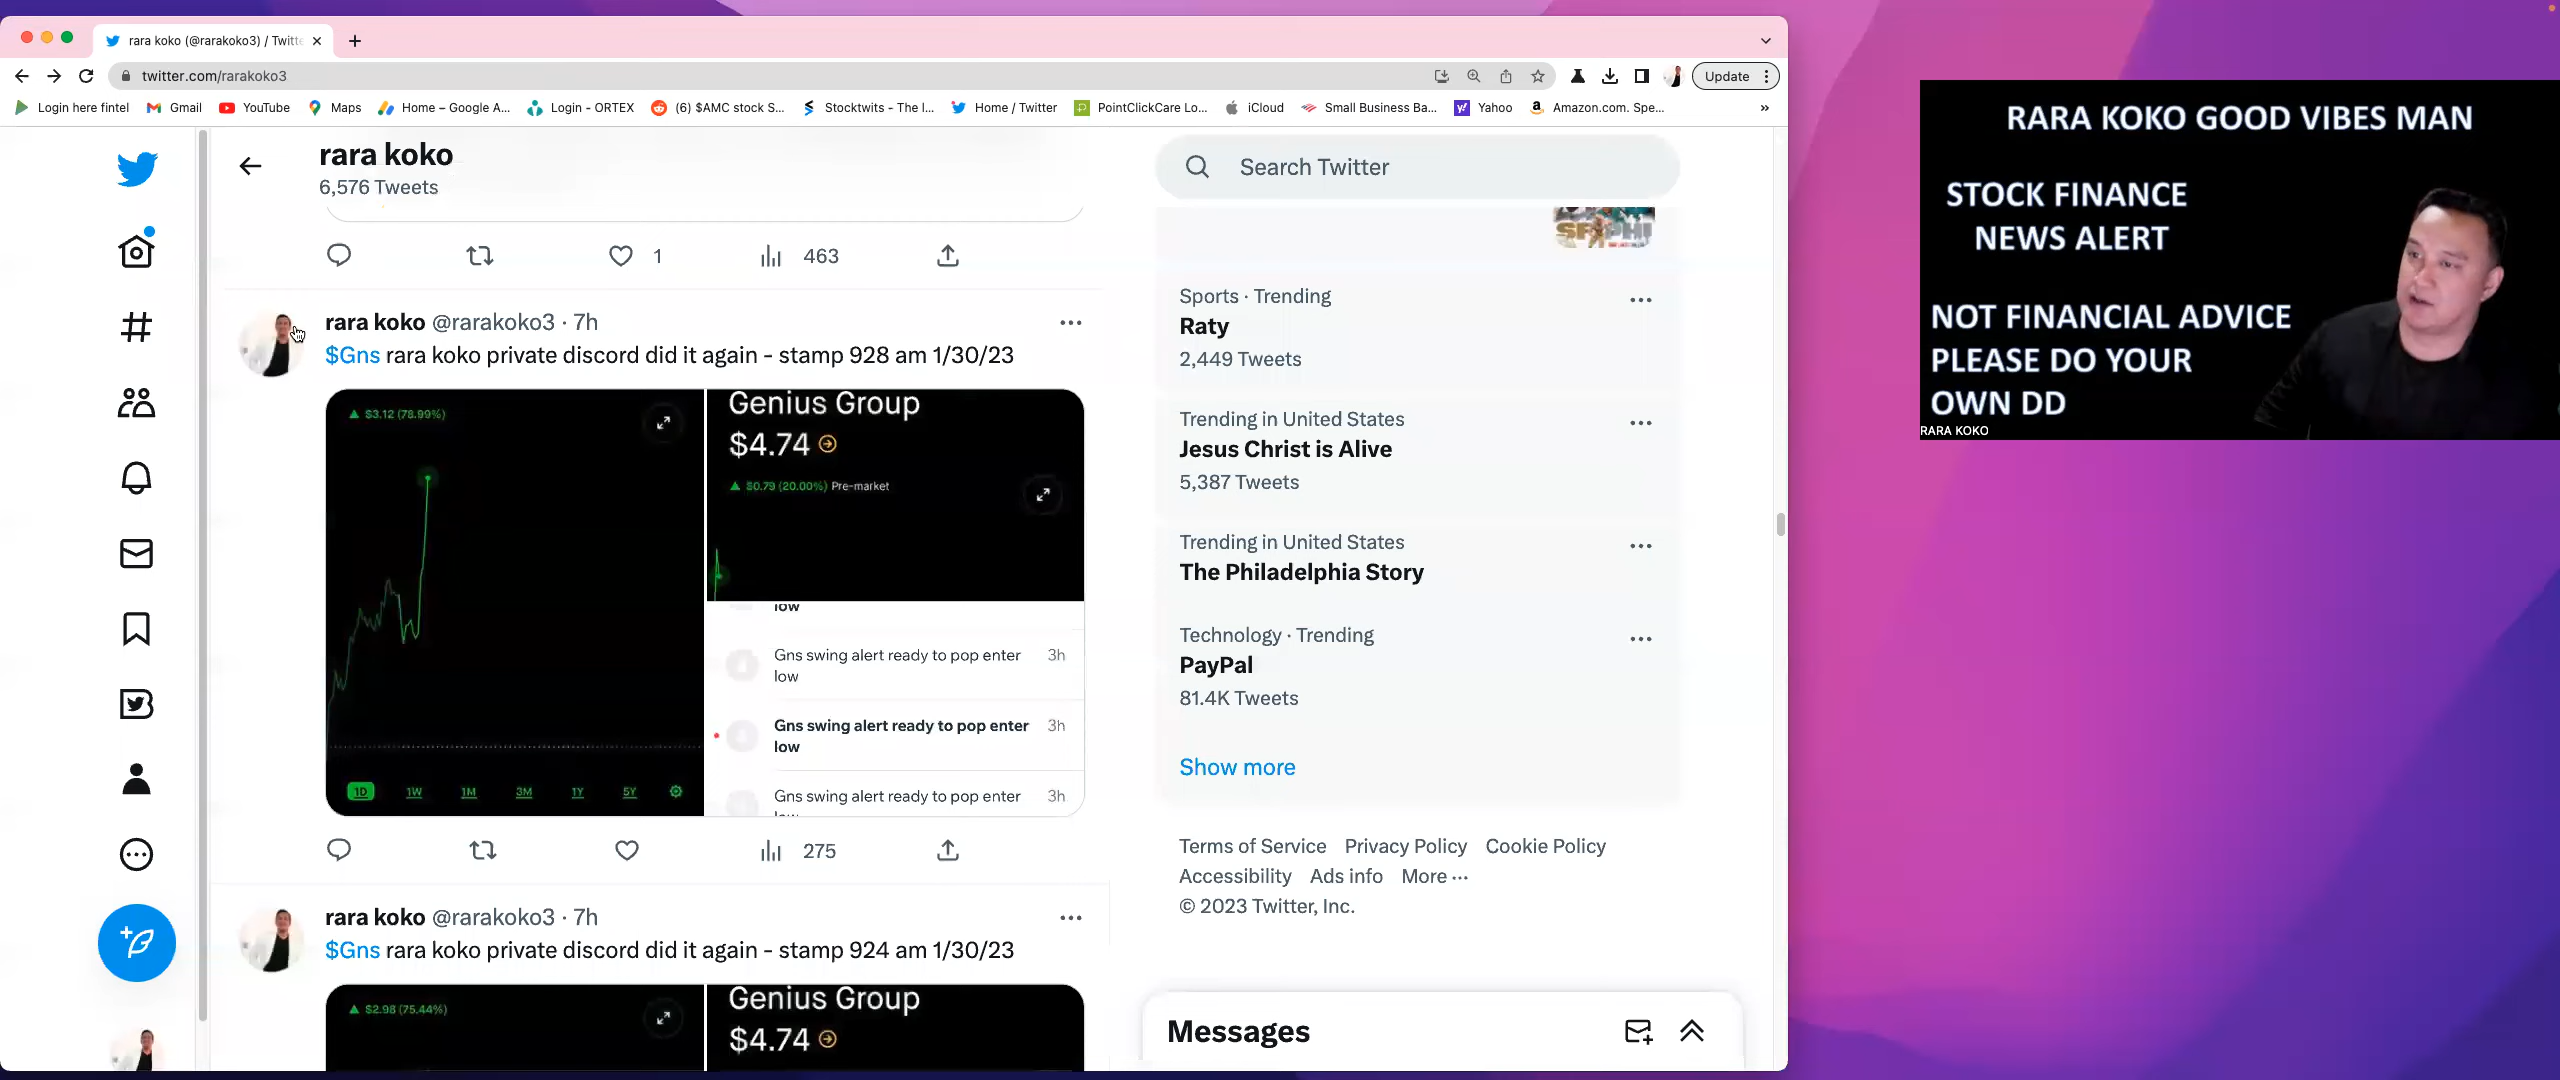 rara koko (@rarakoko3) / Twitt
twitter.com/rarakoko3
Update
Login here fintel
Gmail
YouTube
Maps
Home – Google A...
Login - ORTEX
(6) $AMC stock S...
Stocktwits - The l...
Home / Twitter
PointClickCare Lo...
iCloud
Small Business Ba...
Yahoo
Amazon.com. Spe...
»
rara koko
6,576 Tweets
1
463
rara koko @rarakoko3 · 7h
$Gns rara koko private discord did it again - stamp 928 am 1/30/23
▲ $3.12 (78.99%)
1D 1W 1M 3M 1Y 5Y
Genius Group
$4.74
▲ $0.79 (20.00%) Pre-market
low
Gns swing alert ready to pop enter 3h
low
Gns swing alert ready to pop enter 3h
low
Gns swing alert ready to pop enter 3h
275
rara koko @rarakoko3 · 7h
$Gns rara koko private discord did it again - stamp 924 am 1/30/23
▲ $2.98 (75.44%)
Genius Group
$4.74
Search Twitter
Sports · Trending
Raty
2,449 Tweets
Trending in United States
Jesus Christ is Alive
5,387 Tweets
Trending in United States
The Philadelphia Story
Technology · Trending
PayPal
81.4K Tweets
Show more
Terms of Service Privacy Policy Cookie Policy
Accessibility Ads info More ···
© 2023 Twitter, Inc.
Messages
RARA KOKO GOOD VIBES MAN
STOCK FINANCE
NEWS ALERT
NOT FINANCIAL ADVICE
PLEASE DO YOUR
OWN DD
RARA KOKO